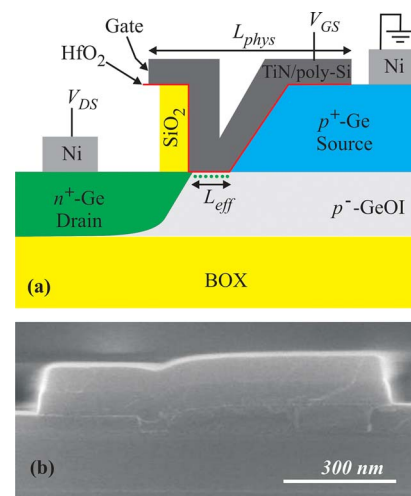 V_GS
L_phys
Gate
HfO₂
TiN/poly-Si
Ni
V_DS
SiO₂
p⁺-Ge
Source
Ni
n⁺-Ge
Drain
L_eff
p⁻-GeOI
(a)
BOX
(b)
300 nm